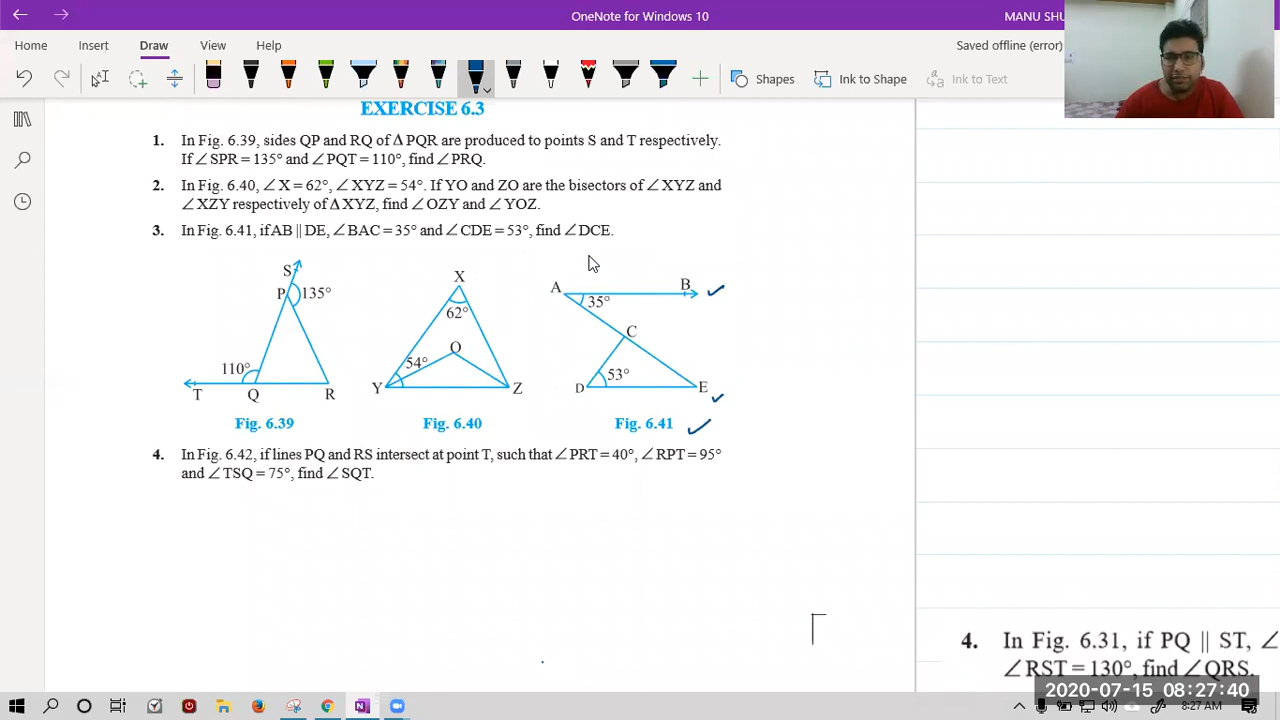 OneNote for Windows 10
MANU SHU
Home Insert Draw View Help
Saved offline (error)
Shapes Ink to Shape Ink to Text
EXERCISE 6.3
1. In Fig. 6.39, sides QP and RQ of Δ PQR are produced to points S and T respectively.
If ∠ SPR = 135° and ∠ PQT = 110°, find ∠ PRQ.
2. In Fig. 6.40, ∠ X = 62°, ∠ XYZ = 54°. If YO and ZO are the bisectors of ∠ XYZ and
∠ XZY respectively of Δ XYZ, find ∠ OZY and ∠ YOZ.
3. In Fig. 6.41, if AB || DE, ∠ BAC = 35° and ∠ CDE = 53°, find ∠ DCE.
S
P 135°
110°
T Q R
Fig. 6.39
X
62°
O
54°
Y Z
Fig. 6.40
A B
35°
C
53°
D E
Fig. 6.41
4. In Fig. 6.42, if lines PQ and RS intersect at point T, such that ∠ PRT = 40°, ∠ RPT = 95°
and ∠ TSQ = 75°, find ∠ SQT.
4. In Fig. 6.31, if PQ || ST, ∠
∠ RST = 130°, find ∠ QRS.
2020-07-15 08:27:40
8:27 AM